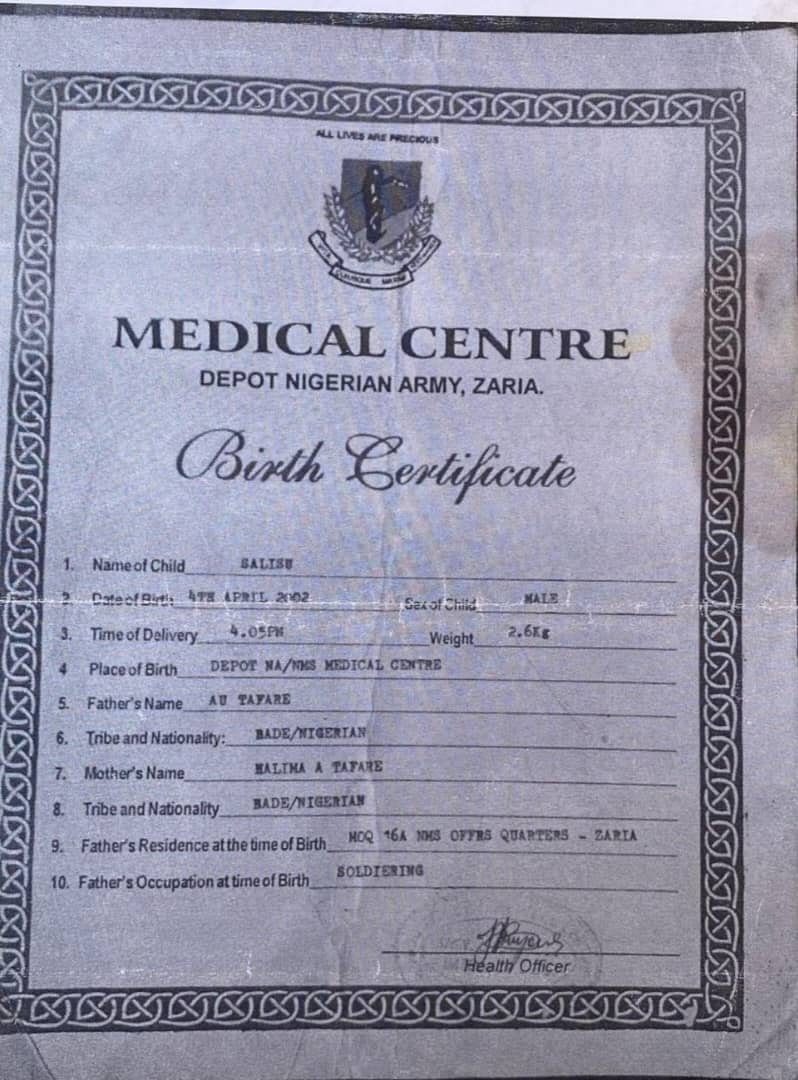 ALL LIVES ARE PRECIOUS
MEDICAL CENTRE
DEPOT NIGERIAN ARMY, ZARIA.
Birth Certificate
1. Name of Child SALISU
2. Date of Birth 4TH APRIL 2002 Sex of Child MALE
3. Time of Delivery 4.05PM Weight 2.6Kg
4 Place of Birth DEPOT NA/NMS MEDICAL CENTRE
5. Father's Name AU TAFARE
6. Tribe and Nationality: BADE/NIGERIAN
7. Mother's Name HALIMA A TAFARE
8. Tribe and Nationality BADE/NIGERIAN
9. Father's Residence at the time of Birth MOQ 16A NMS OFFRS QUARTERS - ZARIA
10. Father's Occupation at time of Birth SOLDIERING
Health Officer